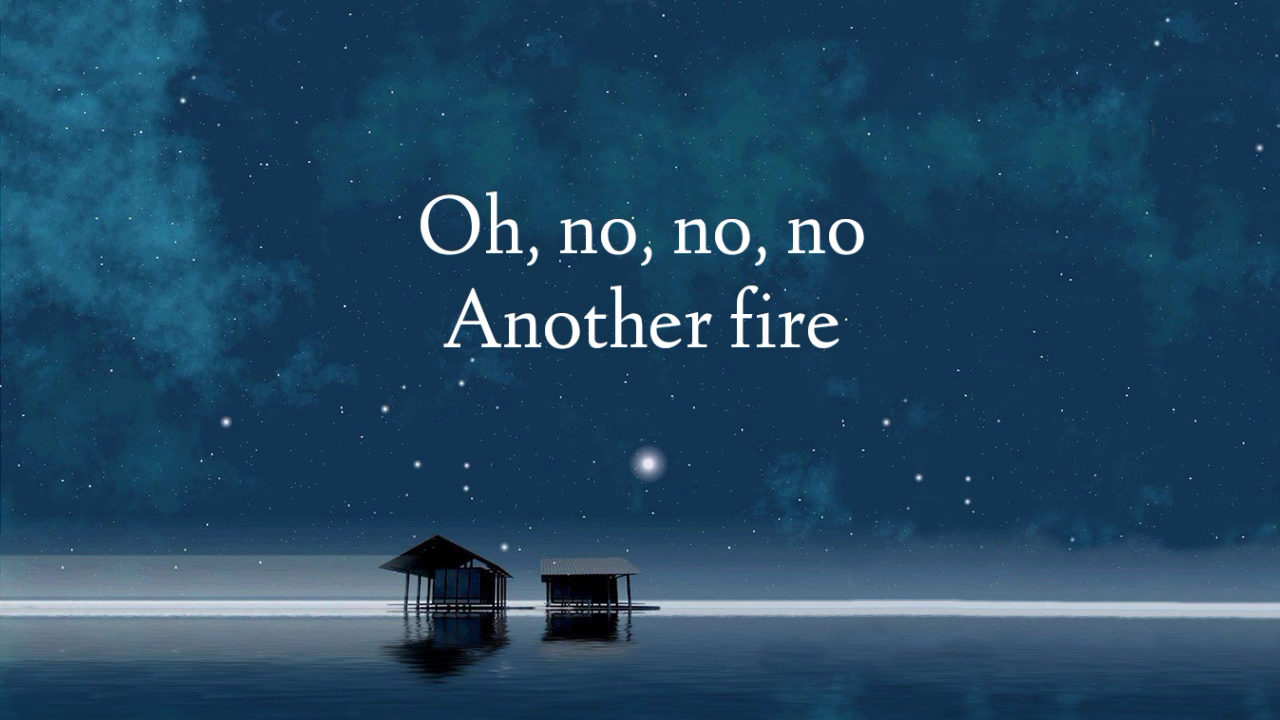 Oh, no, no, no
Another fire